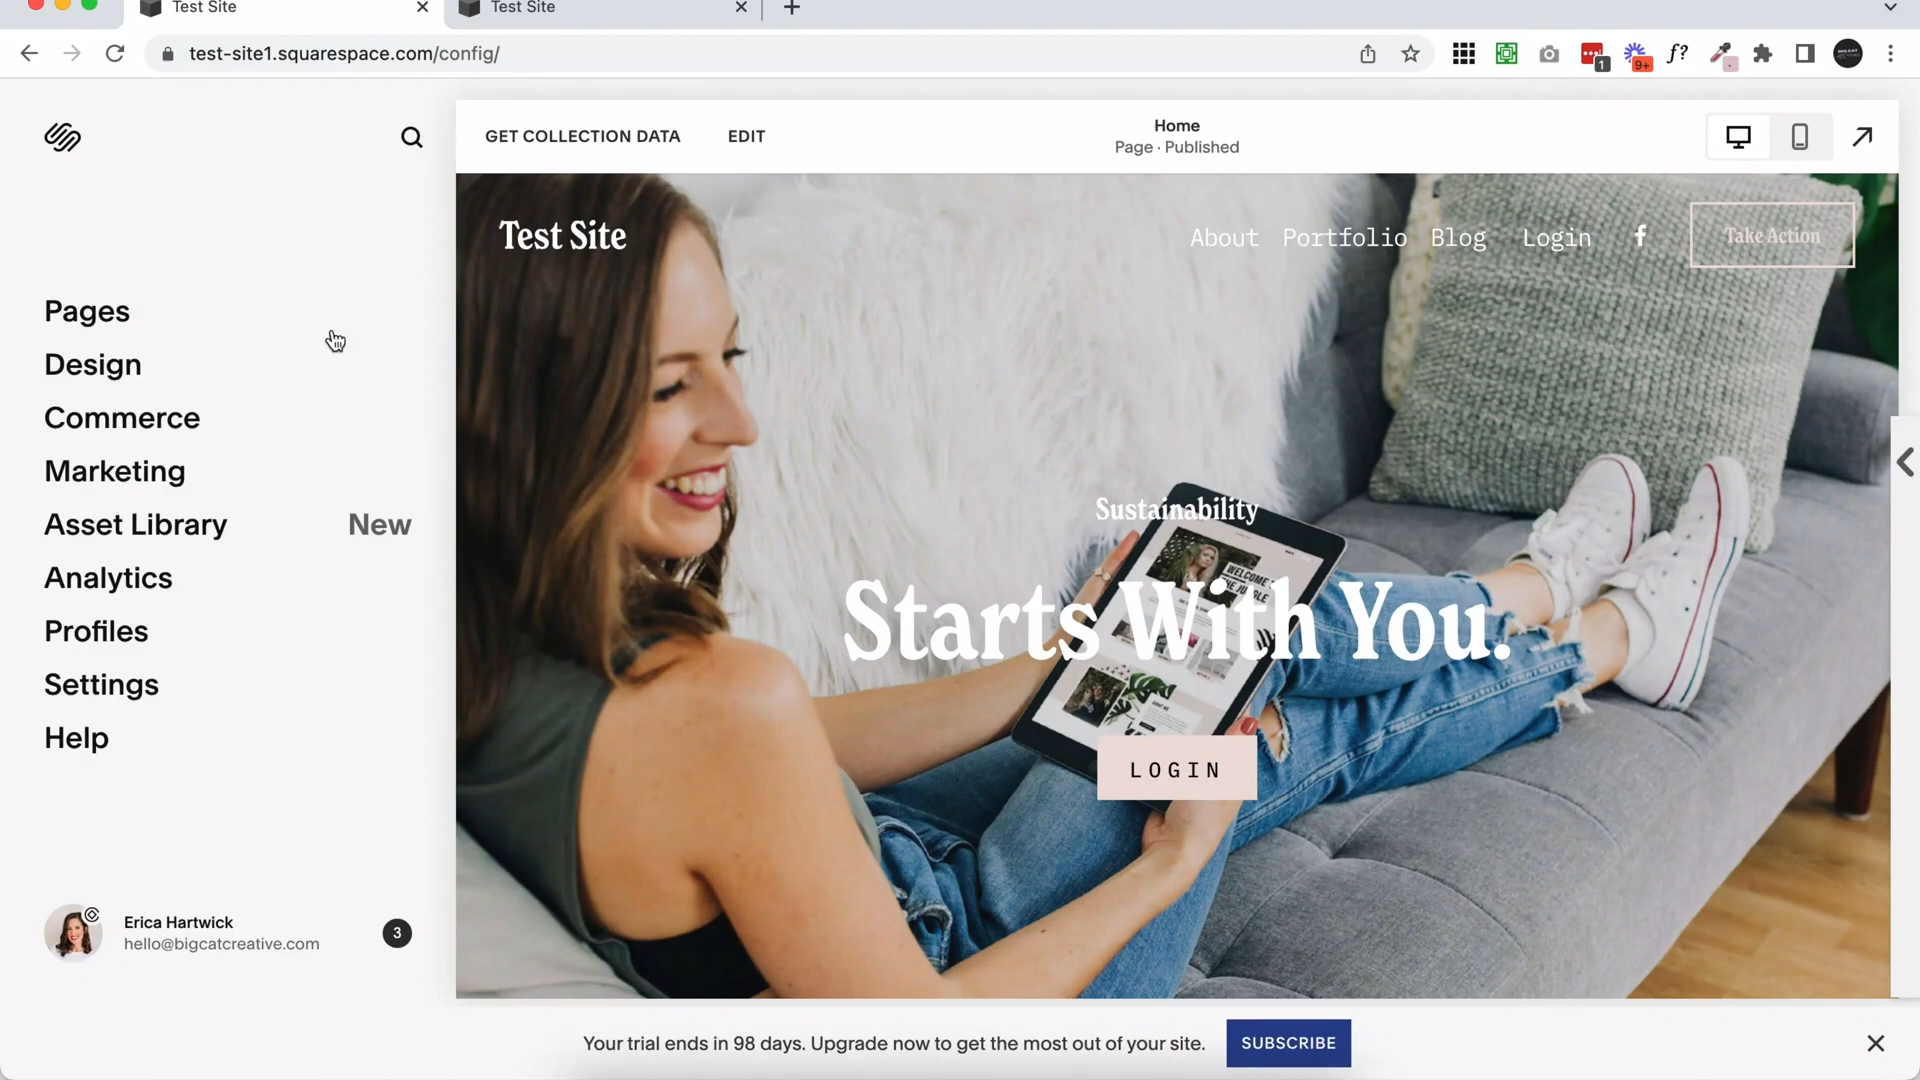 Test Site
Test Site
test-site1.squarespace.com/config/
1
9+
f?
GET COLLECTION DATA
EDIT
Home
Page · Published
Test Site
About
Portfolio
Blog
Login
Take Action
Pages
Design
Commerce
Marketing
Asset Library
New
Analytics
Profiles
Settings
Help
Sustainability
WELCOME
Starts With You.
LOGIN
Erica Hartwick
hello@bigcatcreative.com
3
Your trial ends in 98 days. Upgrade now to get the most out of your site.
SUBSCRIBE